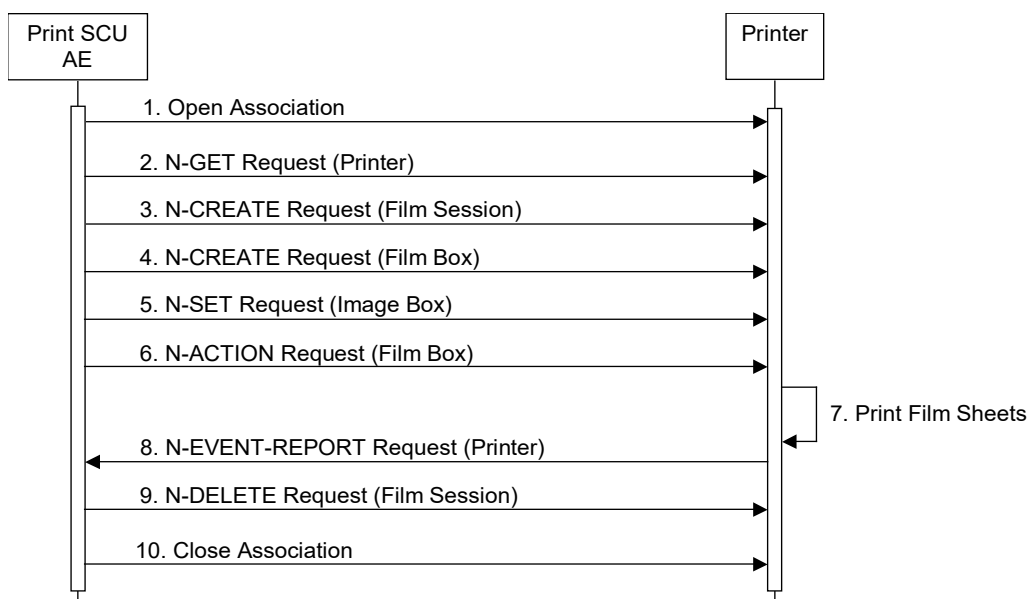 Print SCU
AE
Printer
1. Open Association
2. N-GET Request (Printer)
3. N-CREATE Request (Film Session)
4. N-CREATE Request (Film Box)
5. N-SET Request (Image Box)
6. N-ACTION Request (Film Box)
7. Print Film Sheets
8. N-EVENT-REPORT Request (Printer)
9. N-DELETE Request (Film Session)
10. Close Association